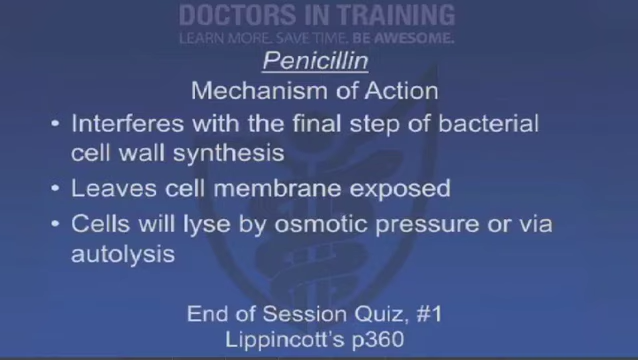 DOCTORS IN TRAINING
LEARN MORE. SAVE TIME. BE AWESOME.
Penicillin
Mechanism of Action
• Interferes with the final step of bacterial
cell wall synthesis
• Leaves cell membrane exposed
• Cells will lyse by osmotic pressure or via
autolysis
End of Session Quiz, #1
Lippincott's p360